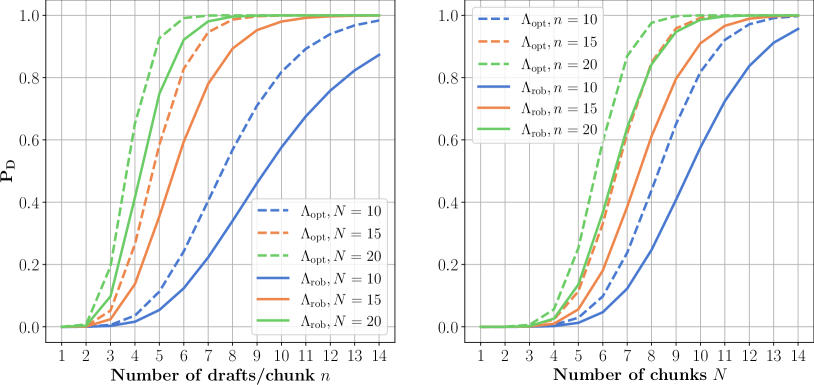 1.0
0.8
0.6
0.4
0.2
0.0
P_D
1 2 3 4 5 6 7 8 9 10 11 12 13 14
Number of drafts/chunk n
Λ_opt, N = 10
Λ_opt, N = 15
Λ_opt, N = 20
Λ_rob, N = 10
Λ_rob, N = 15
Λ_rob, N = 20
1.0
0.8
0.6
0.4
0.2
0.0
1 2 3 4 5 6 7 8 9 10 11 12 13 14
Number of chunks N
Λ_opt, n = 10
Λ_opt, n = 15
Λ_opt, n = 20
Λ_rob, n = 10
Λ_rob, n = 15
Λ_rob, n = 20